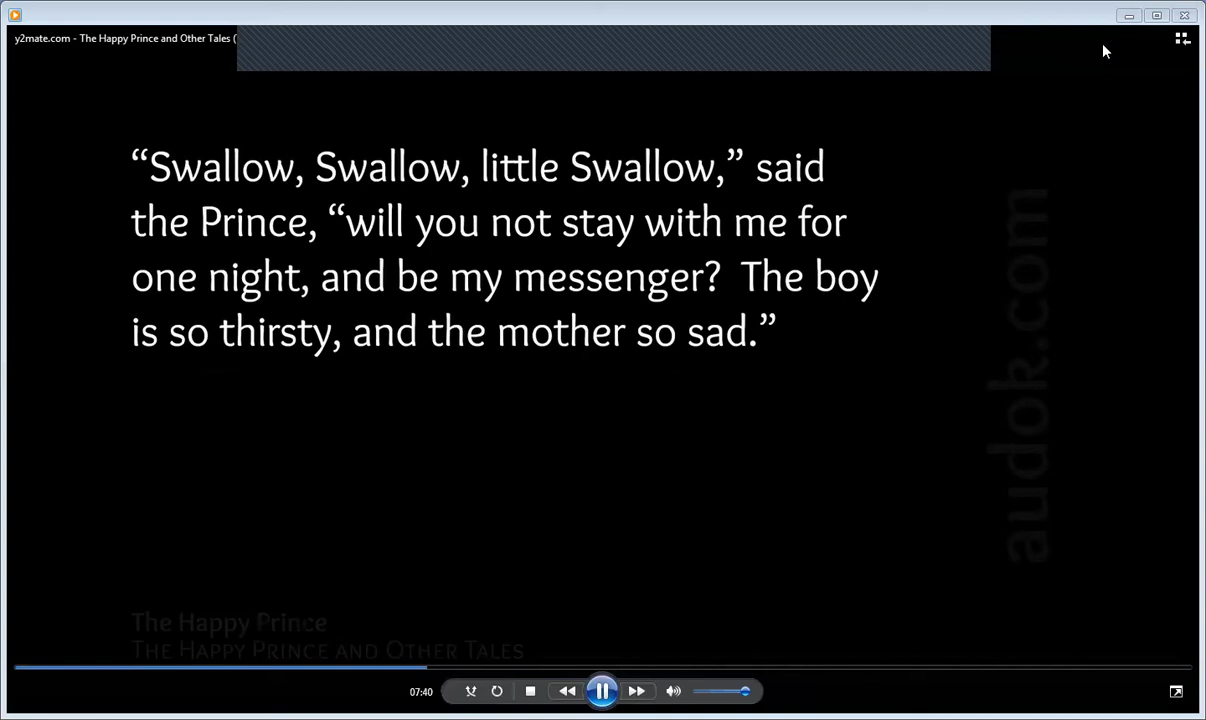 y2mate.com - The Happy Prince and Other Tales (
“Swallow, Swallow, little Swallow,” said
the Prince, “will you not stay with me for
one night, and be my messenger?  The boy
is so thirsty, and the mother so sad.”
audok.com
The Happy Prince
The Happy Prince and Other Tales
07:40